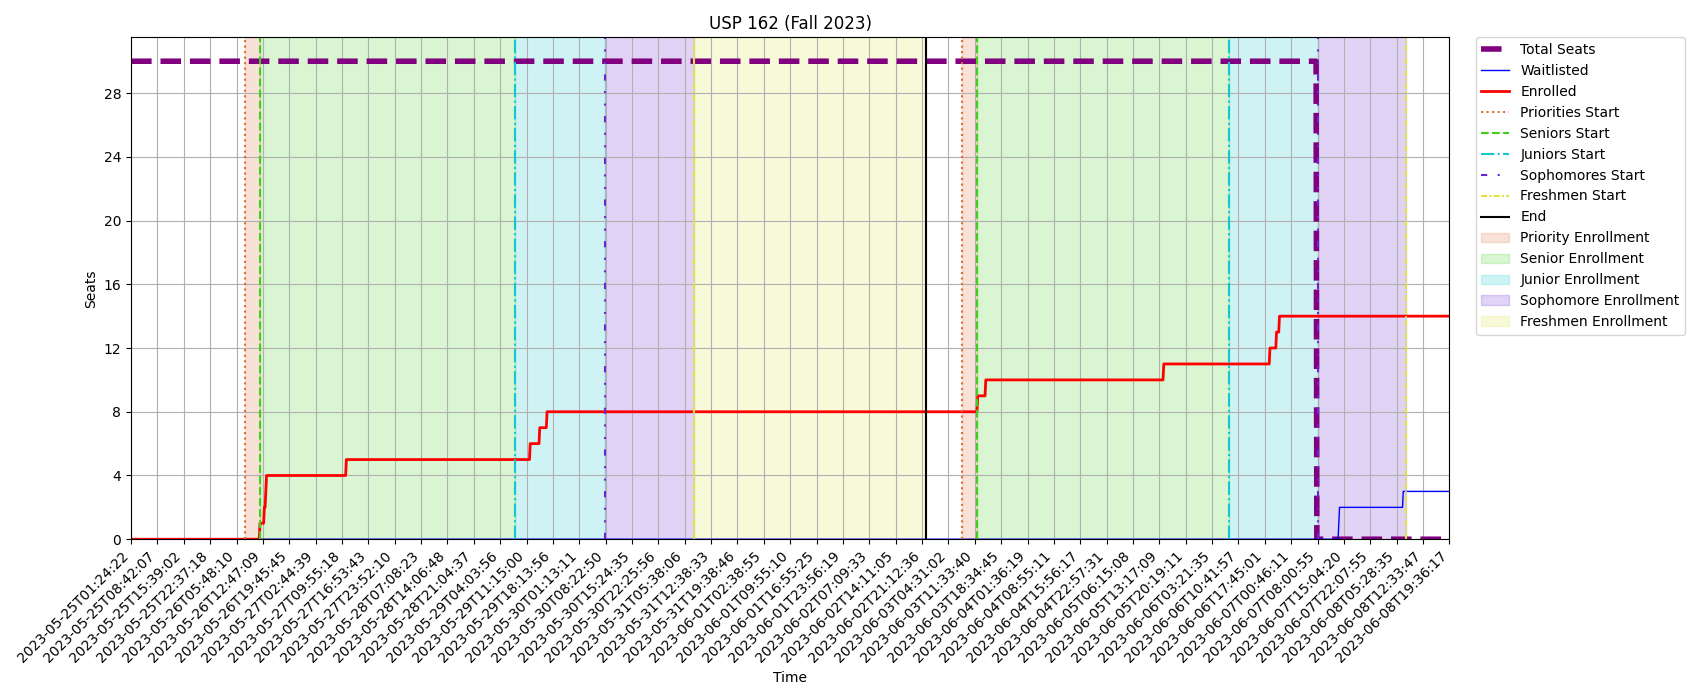 USP 162 (Fall 2023)
Total Seats
Waitlisted
Enrolled
Priorities Start
Seniors Start
Juniors Start
Sophomores Start
Freshmen Start
End
Priority Enrollment
Senior Enrollment
Junior Enrollment
Sophomore Enrollment
Freshmen Enrollment
Seats
28
24
20
16
12
8
4
0
2023-05-25T01:24:22
2023-05-25T08:42:07
2023-05-25T15:39:02
2023-05-25T22:37:18
2023-05-26T05:48:10
2023-05-26T12:47:09
2023-05-26T19:45:45
2023-05-27T02:44:39
2023-05-27T09:55:18
2023-05-27T16:53:43
2023-05-27T23:52:10
2023-05-28T07:08:23
2023-05-28T14:06:48
2023-05-28T21:04:37
2023-05-29T04:03:56
2023-05-29T11:15:00
2023-05-29T18:13:56
2023-05-30T01:13:11
2023-05-30T08:22:50
2023-05-30T15:24:35
2023-05-30T22:25:56
2023-05-31T05:38:06
2023-05-31T12:38:33
2023-05-31T19:38:46
2023-06-01T02:38:55
2023-06-01T09:55:10
2023-06-01T16:55:25
2023-06-01T23:56:19
2023-06-02T07:09:33
2023-06-02T14:11:05
2023-06-02T21:12:36
2023-06-03T04:31:02
2023-06-03T11:33:40
2023-06-03T18:34:45
2023-06-04T01:36:19
2023-06-04T08:55:11
2023-06-04T15:56:17
2023-06-04T22:57:31
2023-06-05T06:15:08
2023-06-05T13:17:09
2023-06-05T20:19:11
2023-06-06T03:21:35
2023-06-06T10:41:57
2023-06-06T17:45:01
2023-06-07T00:46:11
2023-06-07T08:00:55
2023-06-07T15:04:20
2023-06-07T22:07:55
2023-06-08T05:28:35
2023-06-08T12:33:47
2023-06-08T19:36:17
Time